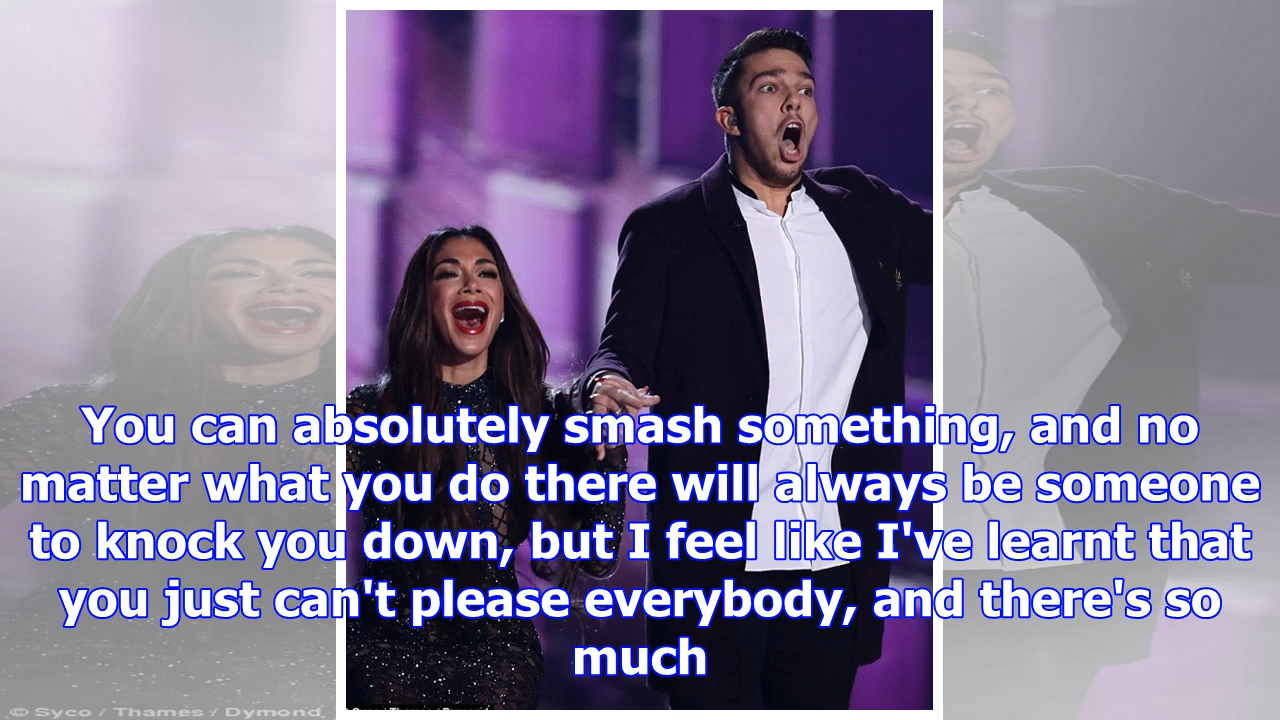 You can absolutely smash something, and no
matter what you do there will always be someone
to knock you down, but I feel like I've learnt that
you just can't please everybody, and there's so
much
© Syco / Thames / Dymond